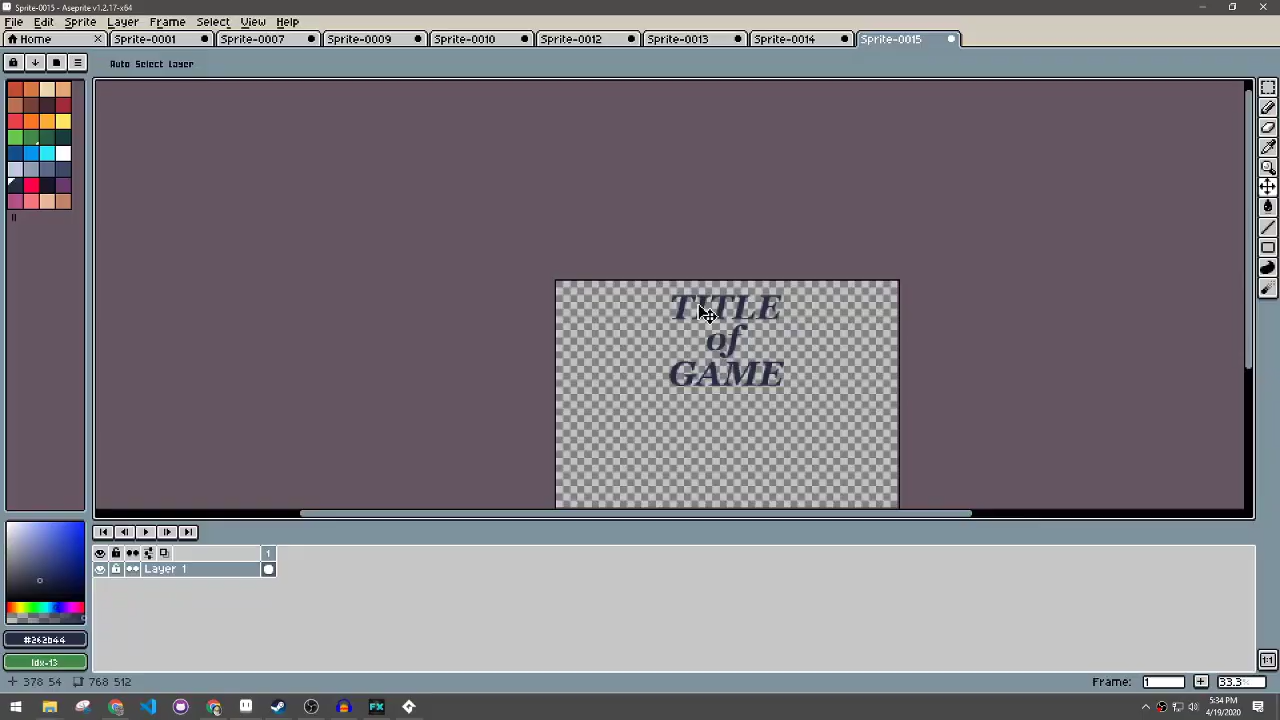 Sprite-0015 - Aseprite v1.2.17-x64
File Edit Sprite Layer Frame Select View Help
Home Sprite-0001 Sprite-0007 Sprite-0009 Sprite-0010 Sprite-0012 Sprite-0013 Sprite-0014 Sprite-0015
Auto Select Layer
TITLE
of
GAME
1
Layer 1
#262b44
Idx-13
1:1
378 54 768 512
Frame: 1 33.3
5:34 PM
4/19/2020